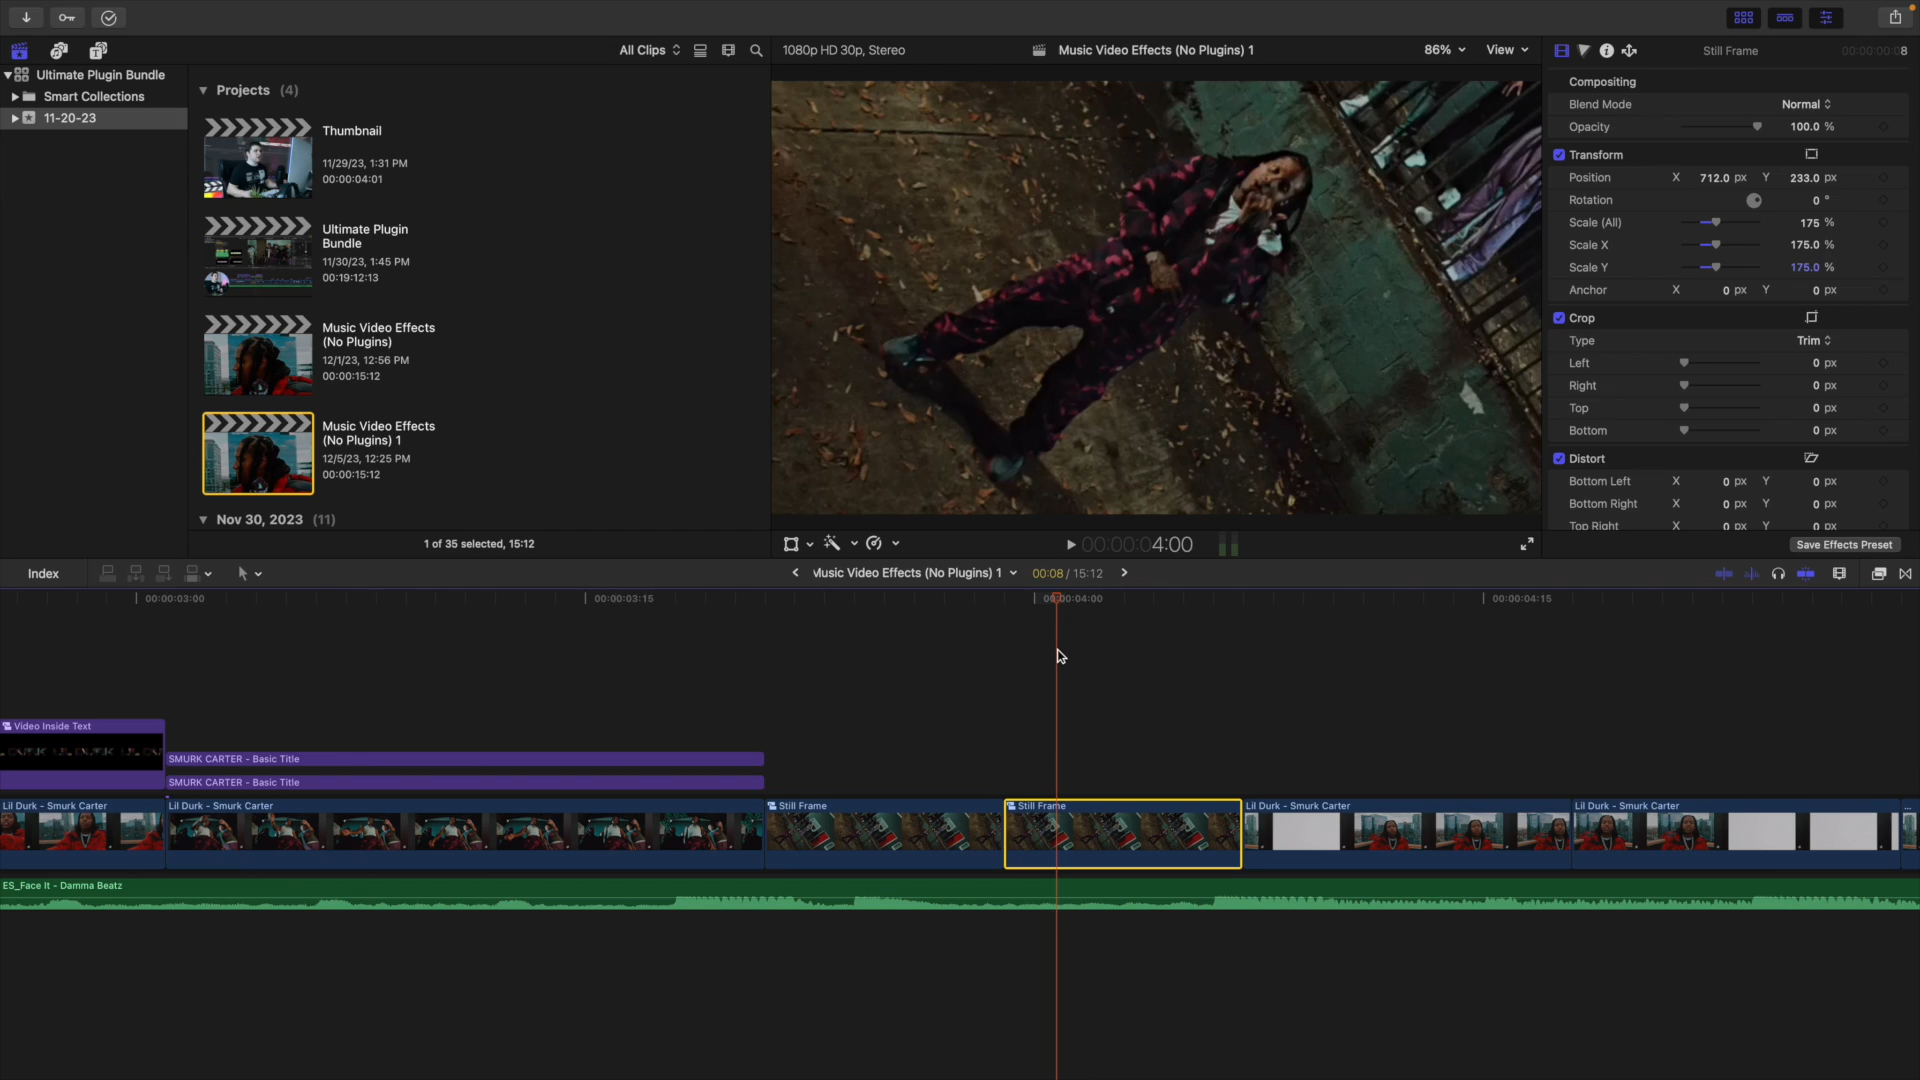 All Clips
1080p HD 30p, Stereo
Music Video Effects (No Plugins) 1
86%
View
Still Frame
00:00:00:08
Ultimate Plugin Bundle
Smart Collections
11-20-23
Projects (4)
Thumbnail
11/29/23, 1:31 PM
00:00:04:01
Ultimate Plugin
Bundle
11/30/23, 1:45 PM
00:19:12:13
Music Video Effects
(No Plugins)
12/1/23, 12:56 PM
00:00:15:12
Music Video Effects
(No Plugins) 1
12/5/23, 12:25 PM
00:00:15:12
Nov 30, 2023 (11)
1 of 35 selected, 15:12
00:00:04:00
Compositing
Blend Mode Normal
Opacity 100.0 %
Transform
Position X 712.0 px Y 233.0 px
Rotation 0 °
Scale (All) 175 %
Scale X 175.0 %
Scale Y 175.0 %
Anchor X 0 px Y 0 px
Crop
Type Trim
Left 0 px
Right 0 px
Top 0 px
Bottom 0 px
Distort
Bottom Left X 0 px Y 0 px
Bottom Right X 0 px Y 0 px
Top Right X 0 px Y 0 px
Save Effects Preset
Index
Music Video Effects (No Plugins) 1
00:08 / 15:12
00:00:03:00
00:00:03:15
00:00:04:00
00:00:04:15
Video Inside Text
SMURK CARTER - Basic Title
SMURK CARTER - Basic Title
Lil Durk - Smurk Carter
Lil Durk - Smurk Carter
Still Frame
Still Frame
Lil Durk - Smurk Carter
Lil Durk - Smurk Carter
...
ES_Face It - Damma Beatz